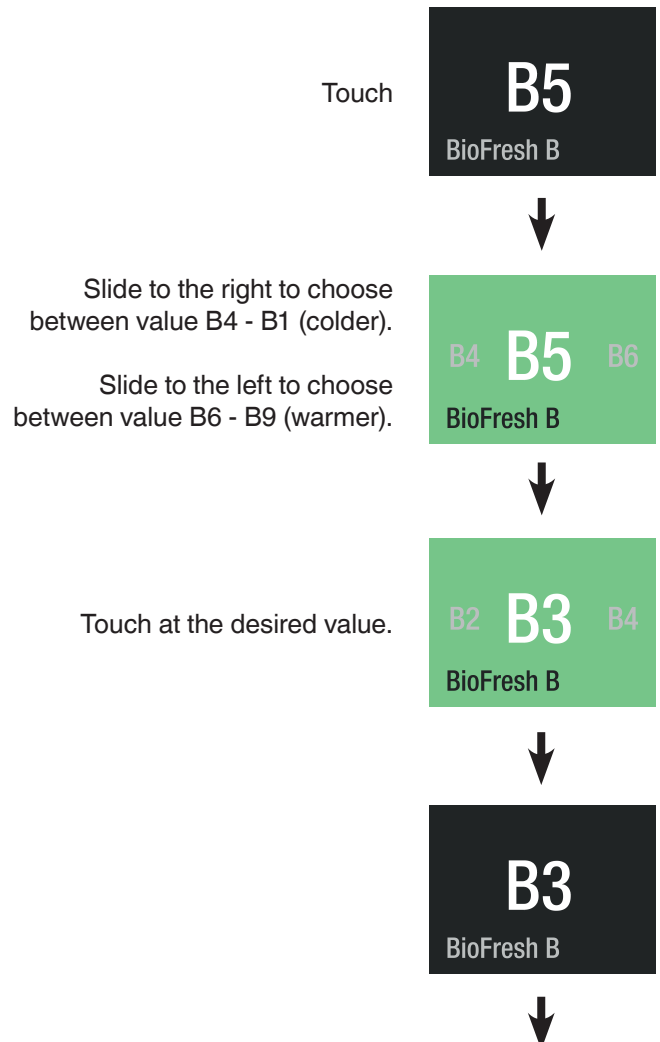 Touch
B5
BioFresh B
Slide to the right to choose
between value B4 - B1 (colder).
Slide to the left to choose
between value B6 - B9 (warmer).
B4 B5 B6
BioFresh B
Touch at the desired value.
B2 B3 B4
BioFresh B
B3
BioFresh B